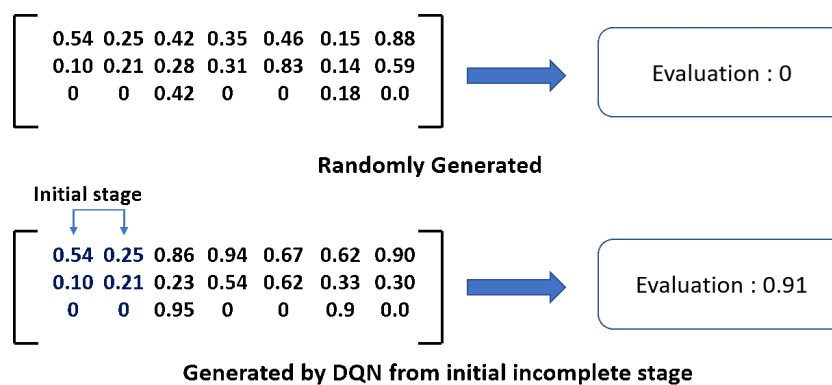 0.54 0.25 0.42 0.35 0.46 0.15 0.88
0.10 0.21 0.28 0.31 0.83 0.14 0.59
0 0 0.42 0 0 0.18 0.0
Evaluation : 0
Randomly Generated
Initial stage
0.54 0.25 0.86 0.94 0.67 0.62 0.90
0.10 0.21 0.23 0.54 0.62 0.33 0.30
0 0 0.95 0 0 0.9 0.0
Evaluation : 0.91
Generated by DQN from initial incomplete stage